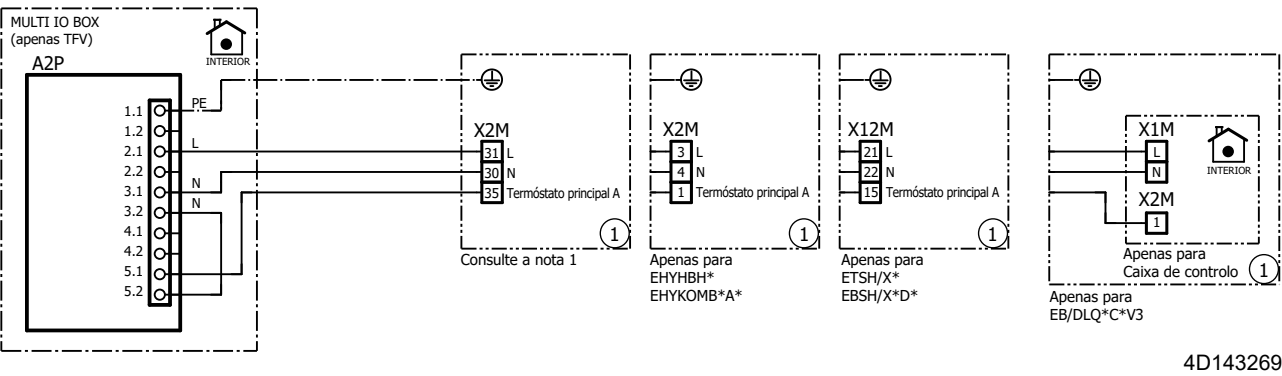 MULTI IO BOX
(apenas TFV)
INTERIOR
A2P
1.1
1.2
2.1
2.2
3.1
3.2
4.1
4.2
5.1
5.2
PE
L
N
N
X2M
31 L
30 N
35 Termóstato principal A
1
Consulte a nota 1
X2M
3 L
4 N
1 Termóstato principal A
1
Apenas para
EHYHBH*
EHYKOMB*A*
X12M
21 L
22 N
15 Termóstato principal A
1
Apenas para
ETSH/X*
EBSH/X*D*
X1M
L
N
INTERIOR
X2M
1
Apenas para
Caixa de controlo
1
Apenas para
EB/DLQ*C*V3
4D143269